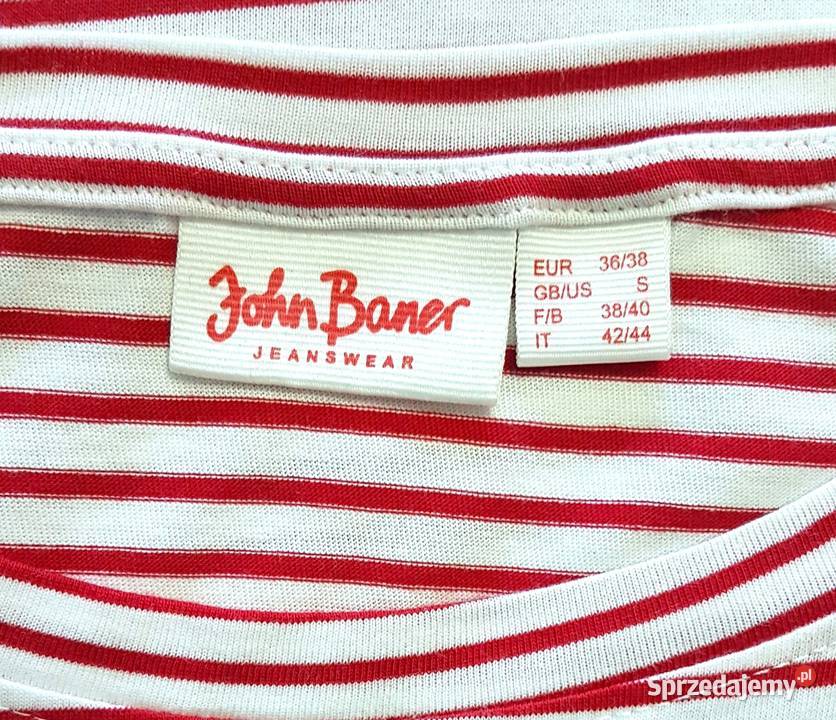 John Baner
JEANSWEAR
EUR 36/38
GB/US S
F/B 38/40
IT 42/44
Sprzedajemy.pl